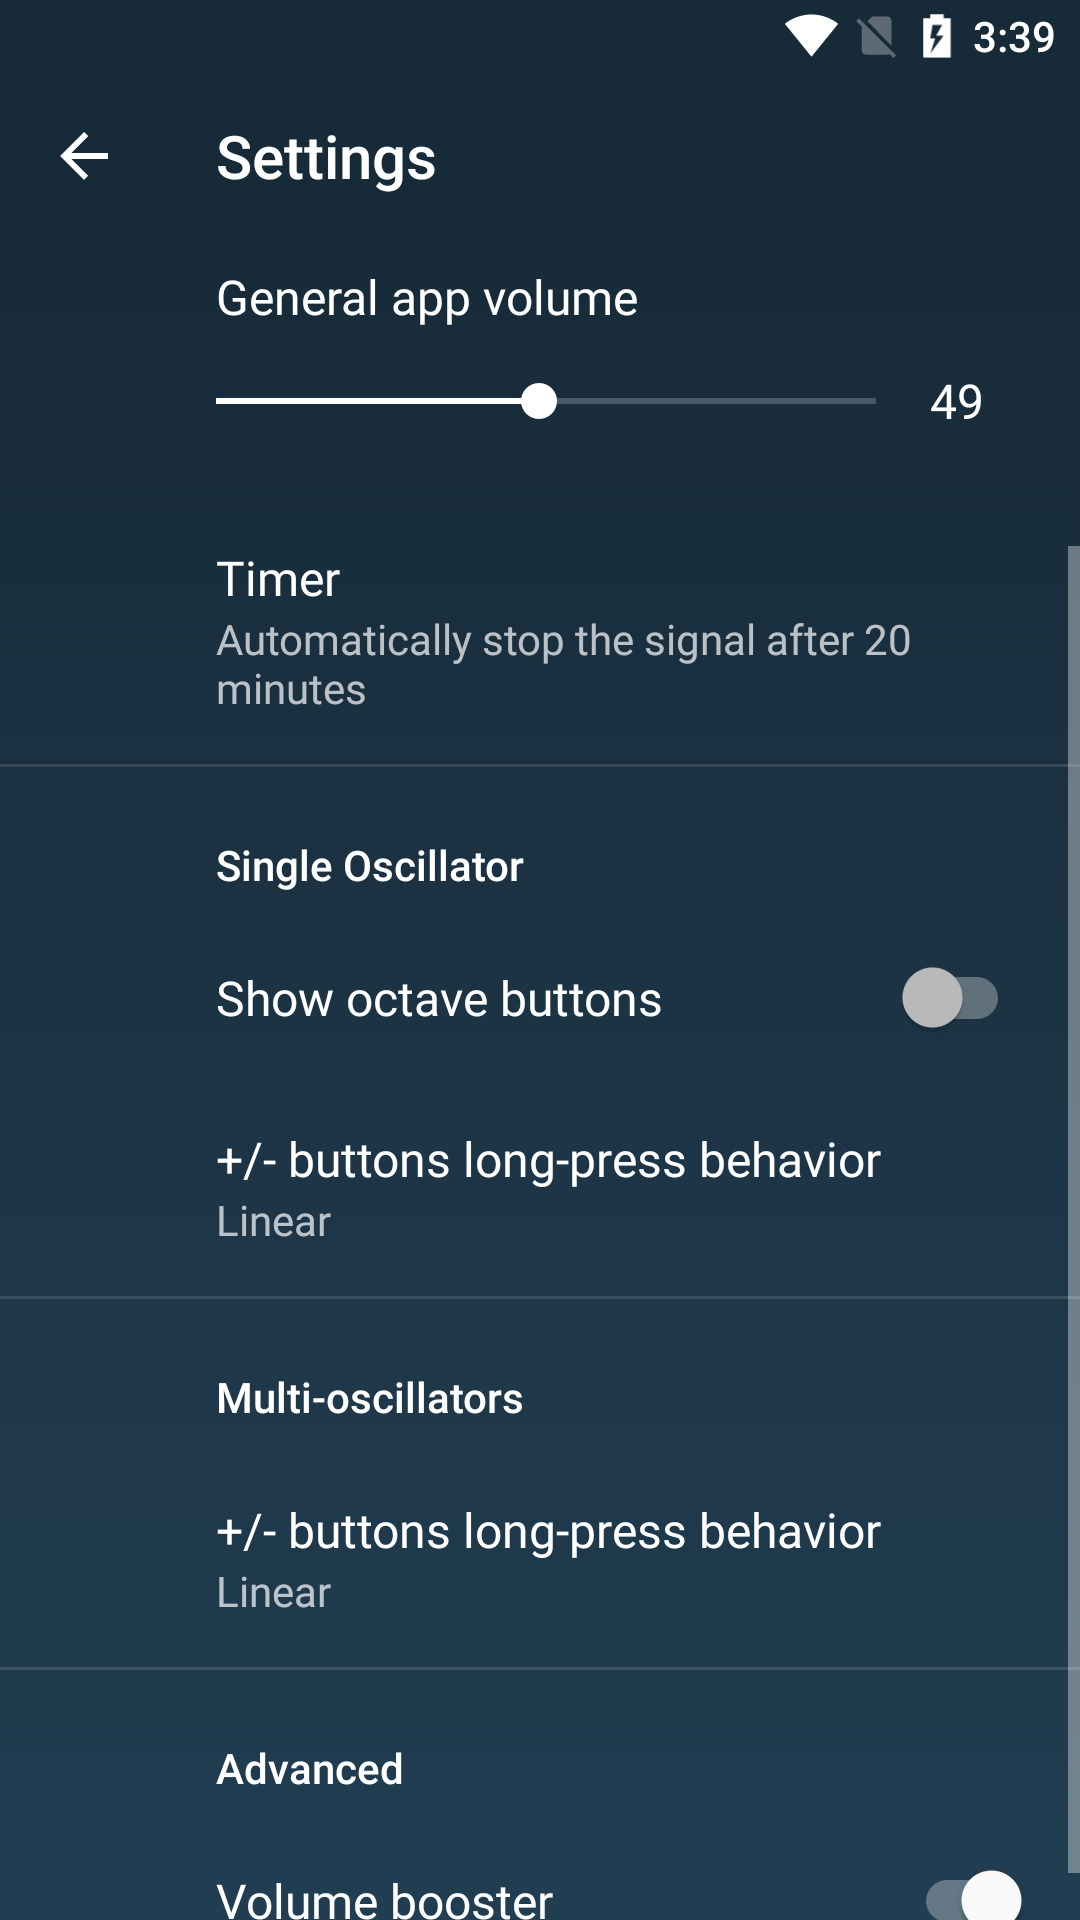 3:39
Settings
General app volume
49
Timer
Automatically stop the signal after 20
minutes
Single Oscillator
Show octave buttons
+/- buttons long-press behavior
Linear
Multi-oscillators
+/- buttons long-press behavior
Linear
Advanced
Volume booster